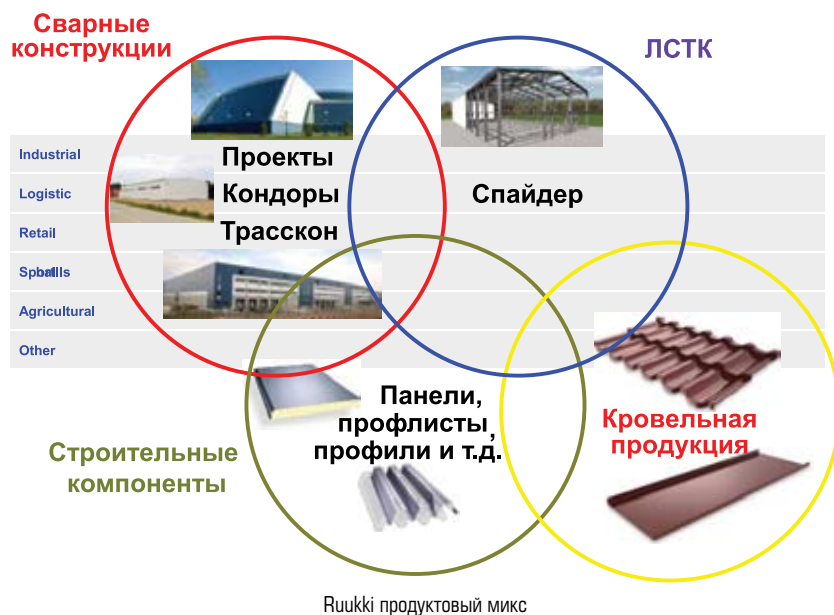 Сварные
конструкции
ЛСТК
Industrial
Проекты
Logistic
Кондоры
Спайдер
Retail
Трасскон
Agricultural
Other
Панели,
профлисты,
профили и т.д.
Кровельная
продукция
Строительные
компоненты
Ruukki продуктовый микс